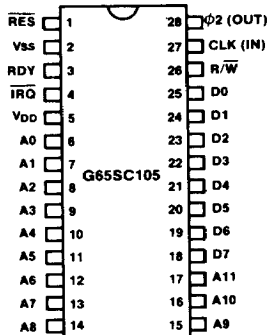 R̅E̅S̅ 1 28 ϕ2 (OUT)
VSS 2 27 CLK (IN)
RDY 3 26 R/W̅
I̅R̅Q̅ 4 25 D0
VDD 5 24 D1
A0 6 23 D2
A1 7 22 D3
G65SC105
A2 8 21 D4
A3 9 20 D5
A4 10 19 D6
A5 11 18 D7
A6 12 17 A11
A7 13 16 A10
A8 14 15 A9